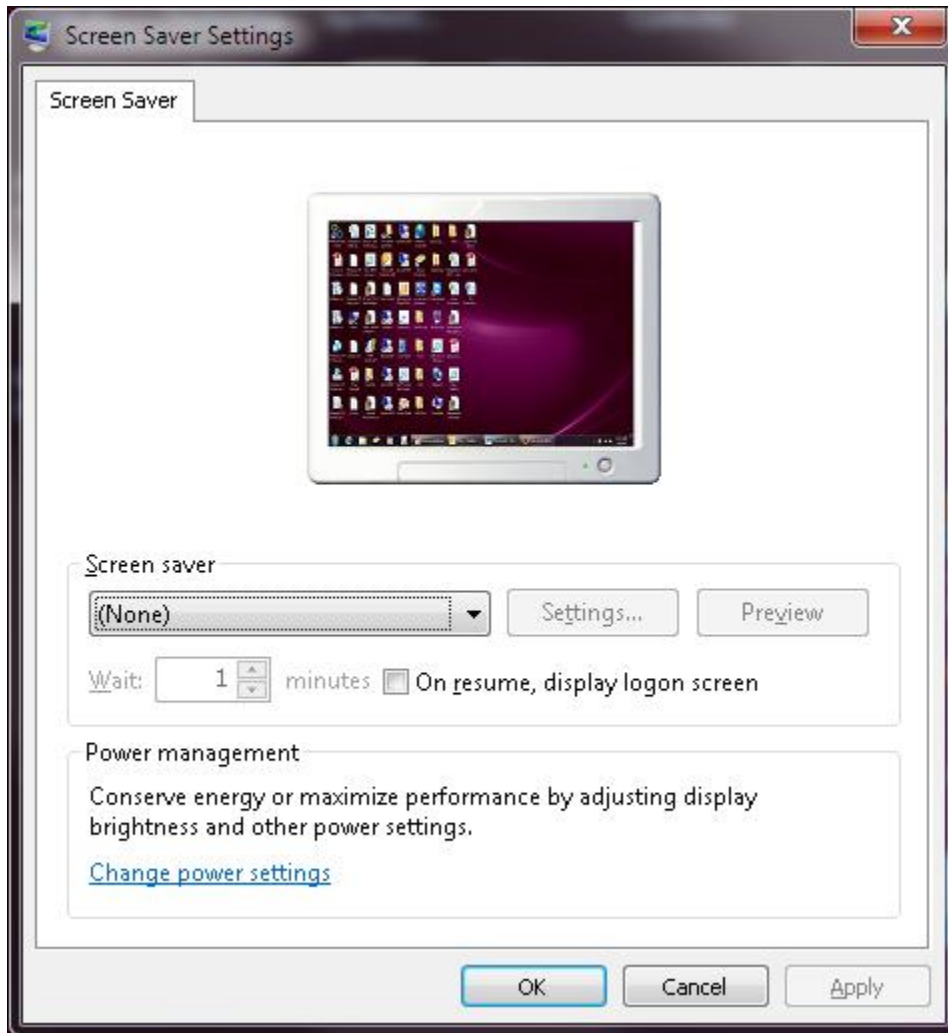 Screen Saver Settings
Screen Saver
Screen saver
(None)
Settings...
Preview
Wait: 1 minutes On resume, display logon screen
Power management
Conserve energy or maximize performance by adjusting display
brightness and other power settings.
Change power settings
OK Cancel Apply